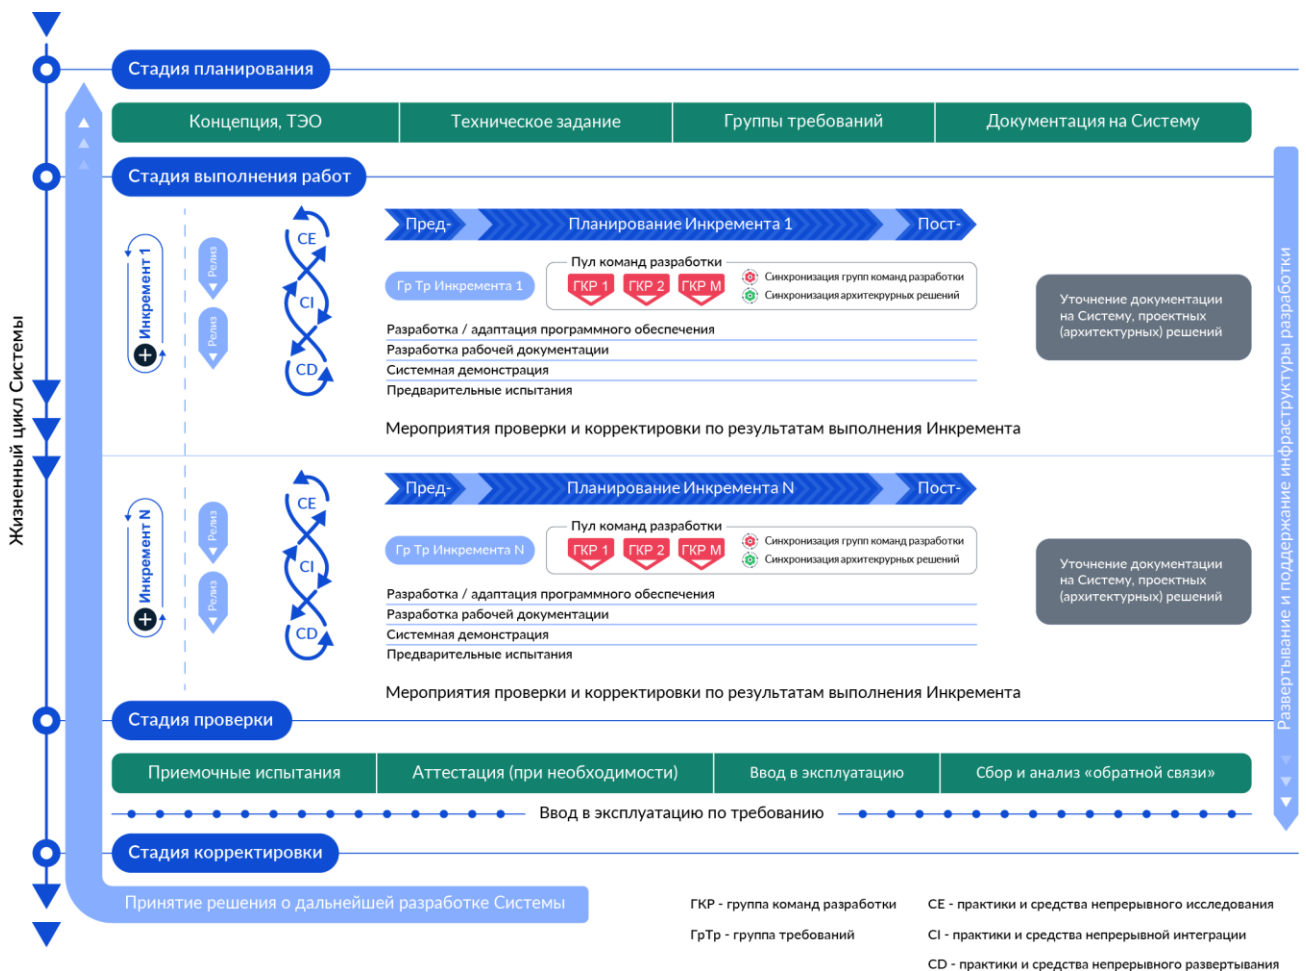 Жизненный цикл Системы
Стадия планирования
Концепция, ТЭО
Техническое задание
Группы требований
Документация на Систему
Стадия выполнения работ
Инкремент 1
Релиз
Релиз
CE
CI
CD
Пред-
Планирование Инкремента 1
Пост-
Гр Тр Инкремента 1
Пул команд разработки
ГКР 1
ГКР 2
ГКР М
Синхронизация групп команд разработки
Синхронизация архитекрурных решений
Разработка / адаптация программного обеспечения
Разработка рабочей документации
Системная демонстрация
Предварительные испытания
Уточнение документации
на Систему, проектных
(архитектурных) решений
Мероприятия проверки и корректировки по результатам выполнения Инкремента
Развертывание и поддержание инфраструктуры разработки
Инкремент N
Релиз
Релиз
CE
CI
CD
Пред-
Планирование Инкремента N
Пост-
Гр Тр Инкремента N
Пул команд разработки
ГКР 1
ГКР 2
ГКР М
Синхронизация групп команд разработки
Синхронизация архитекрурных решений
Разработка / адаптация программного обеспечения
Разработка рабочей документации
Системная демонстрация
Предварительные испытания
Уточнение документации
на Систему, проектных
(архитектурных) решений
Мероприятия проверки и корректировки по результатам выполнения Инкремента
Стадия проверки
Приемочные испытания
Аттестация (при необходимости)
Ввод в эксплуатацию
Сбор и анализ «обратной связи»
Ввод в эксплуатацию по требованию
Стадия корректировки
Принятие решения о дальнейшей разработке Системы
ГКР - группа команд разработки
ГрТр - группа требований
CE - практики и средства непрерывного исследования
CI - практики и средства непрерывной интеграции
CD - практики и средства непрерывного развертывания